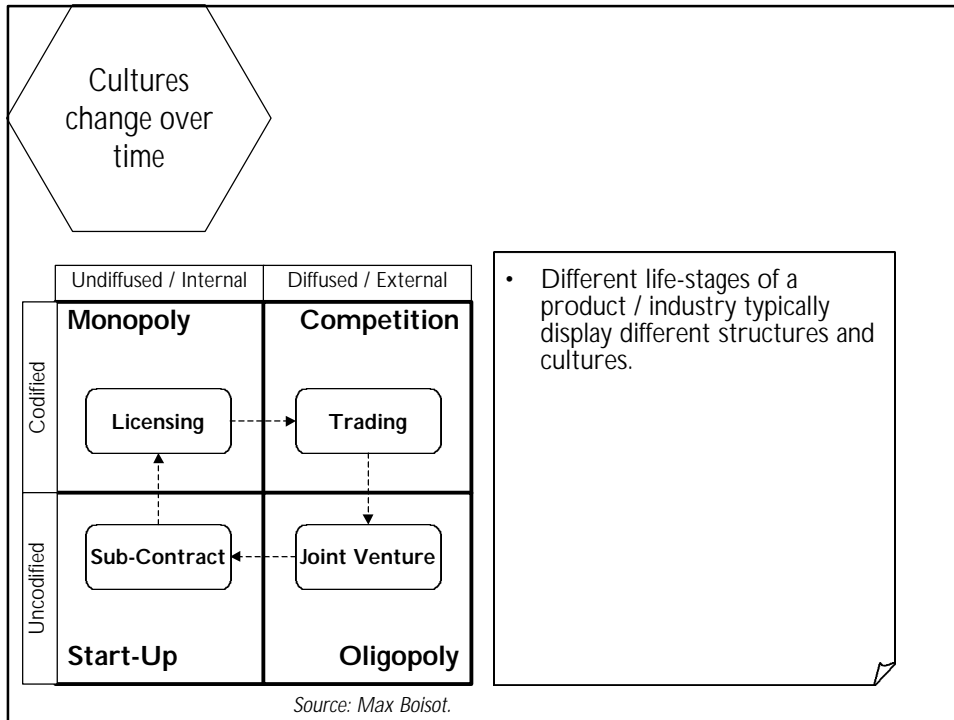 Cultures
change over
time
Undiffused / Internal
Diffused / External
Codified
Uncodified
Monopoly
Competition
Licensing
Trading
Sub-Contract
Joint Venture
Start-Up
Oligopoly
Source: Max Boisot.
• Different life-stages of a
product / industry typically
display different structures and
cultures.